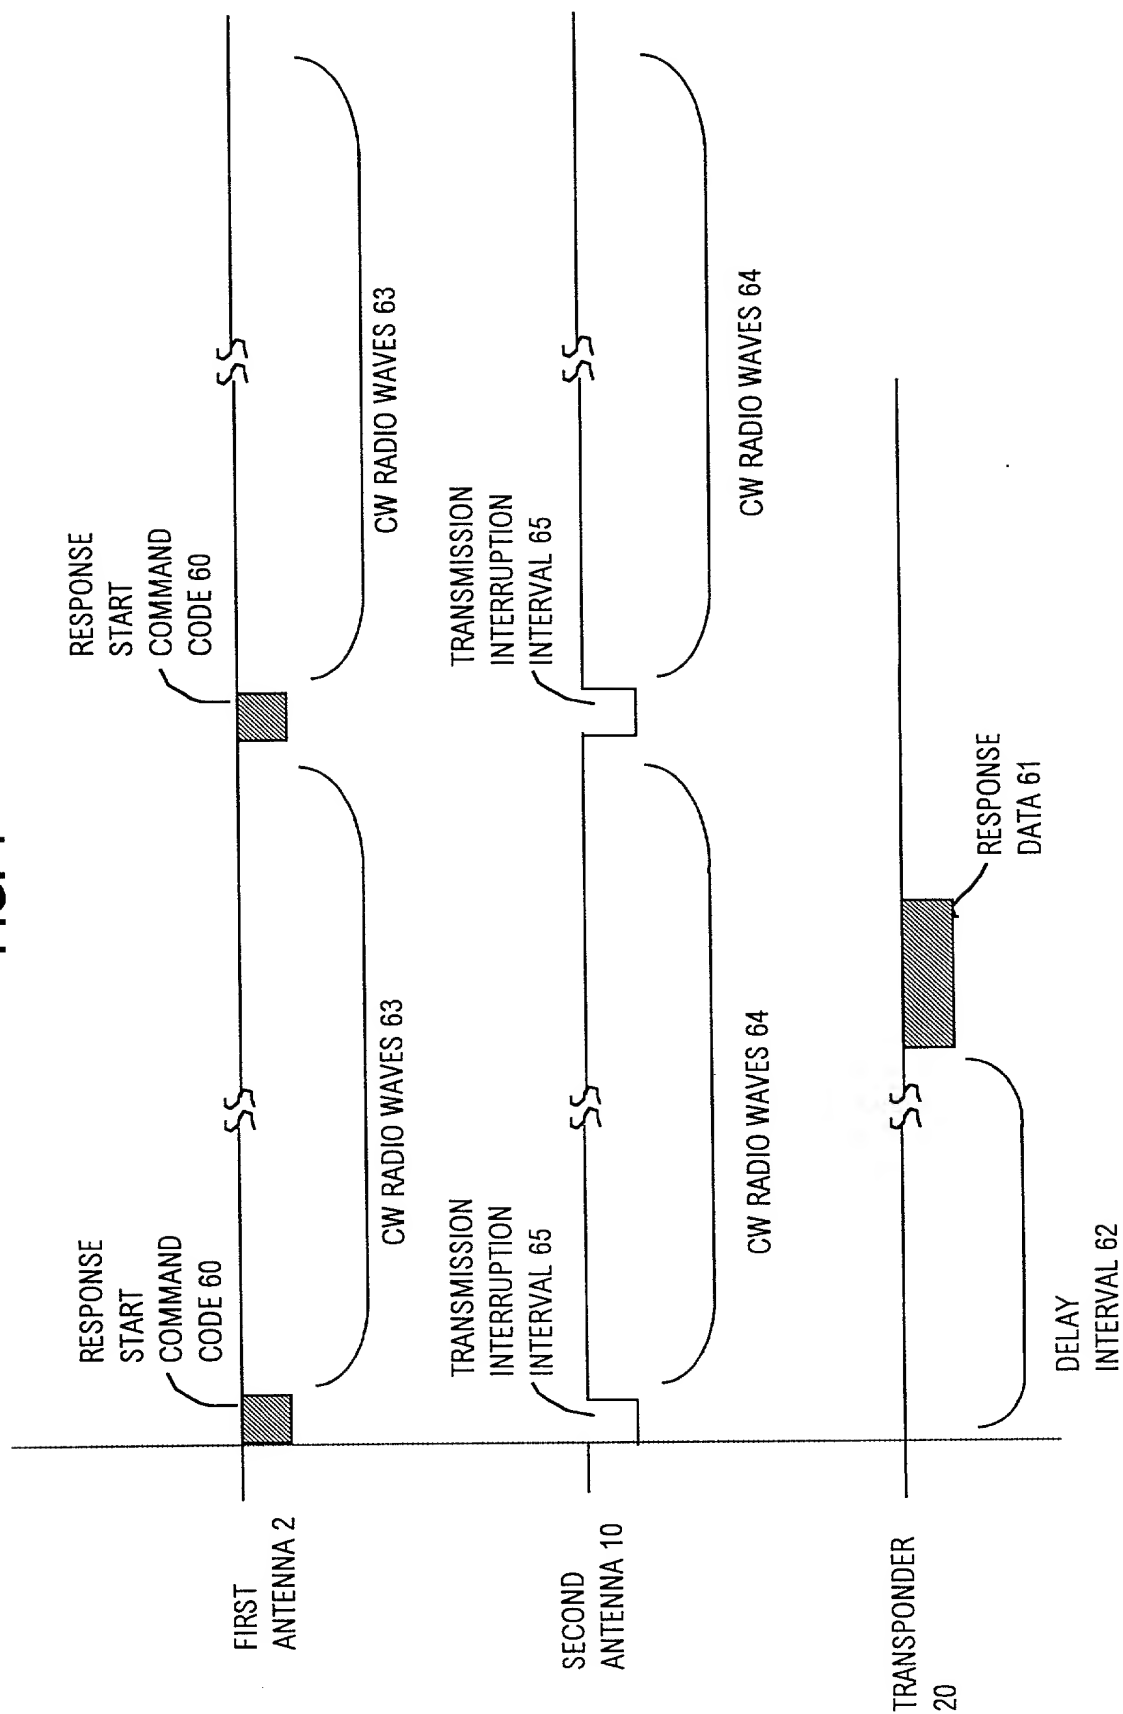 RESPONSE
START
COMMAND
CODE 60
RESPONSE
START
COMMAND
CODE 60
FIRST
ANTENNA 2
CW RADIO WAVES 63
CW RADIO WAVES 63
TRANSMISSION
INTERRUPTION
INTERVAL 65
TRANSMISSION
INTERRUPTION
INTERVAL 65
SECOND
ANTENNA 10
CW RADIO WAVES 64
CW RADIO WAVES 64
TRANSPONDER
20
RESPONSE
DATA 61
DELAY
INTERVAL 62